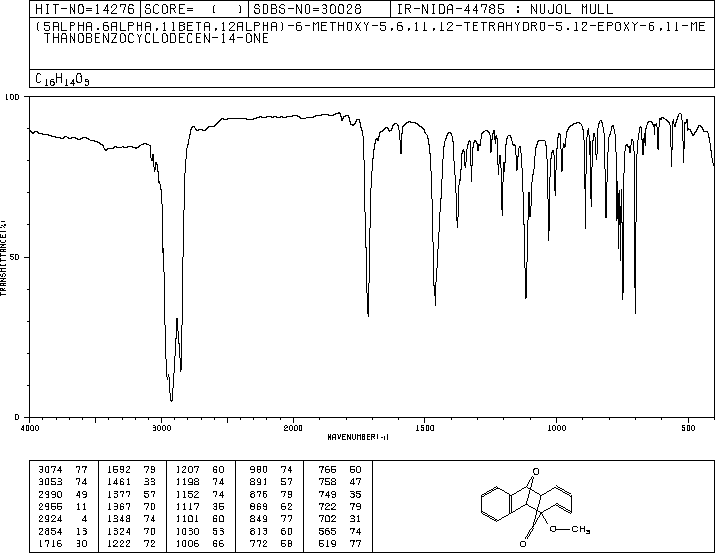 HIT-NO=14276 SCORE= ( ) SDBS-NO=30028 IR-NIDA-44785 : NUJOL MULL
(5ALPHA,6ALPHA,11BETA,12ALPHA)-6-METHOXY-5,6,11,12-TETRAHYDRO-5,12-EPOXY-6,11-ME
THANOBENZOCYCLODECEN-14-ONE
C16H14O3
100
50
0
TRANSMITTANCE(%)
4000 3000 2000 1500 1000 500
WAVENUMBER(-1)
3074 77 1592 79 1207 60 980 74 766 50
3053 74 1461 33 1198 74 891 57 758 47
2990 49 1377 57 1152 74 876 79 749 35
2955 11 1367 70 1117 35 869 62 722 79
2924 4 1348 74 1101 60 849 77 702 31
2854 13 1324 70 1030 53 813 60 565 74
1716 30 1222 72 1006 66 772 58 519 77
O
O—CH3
O